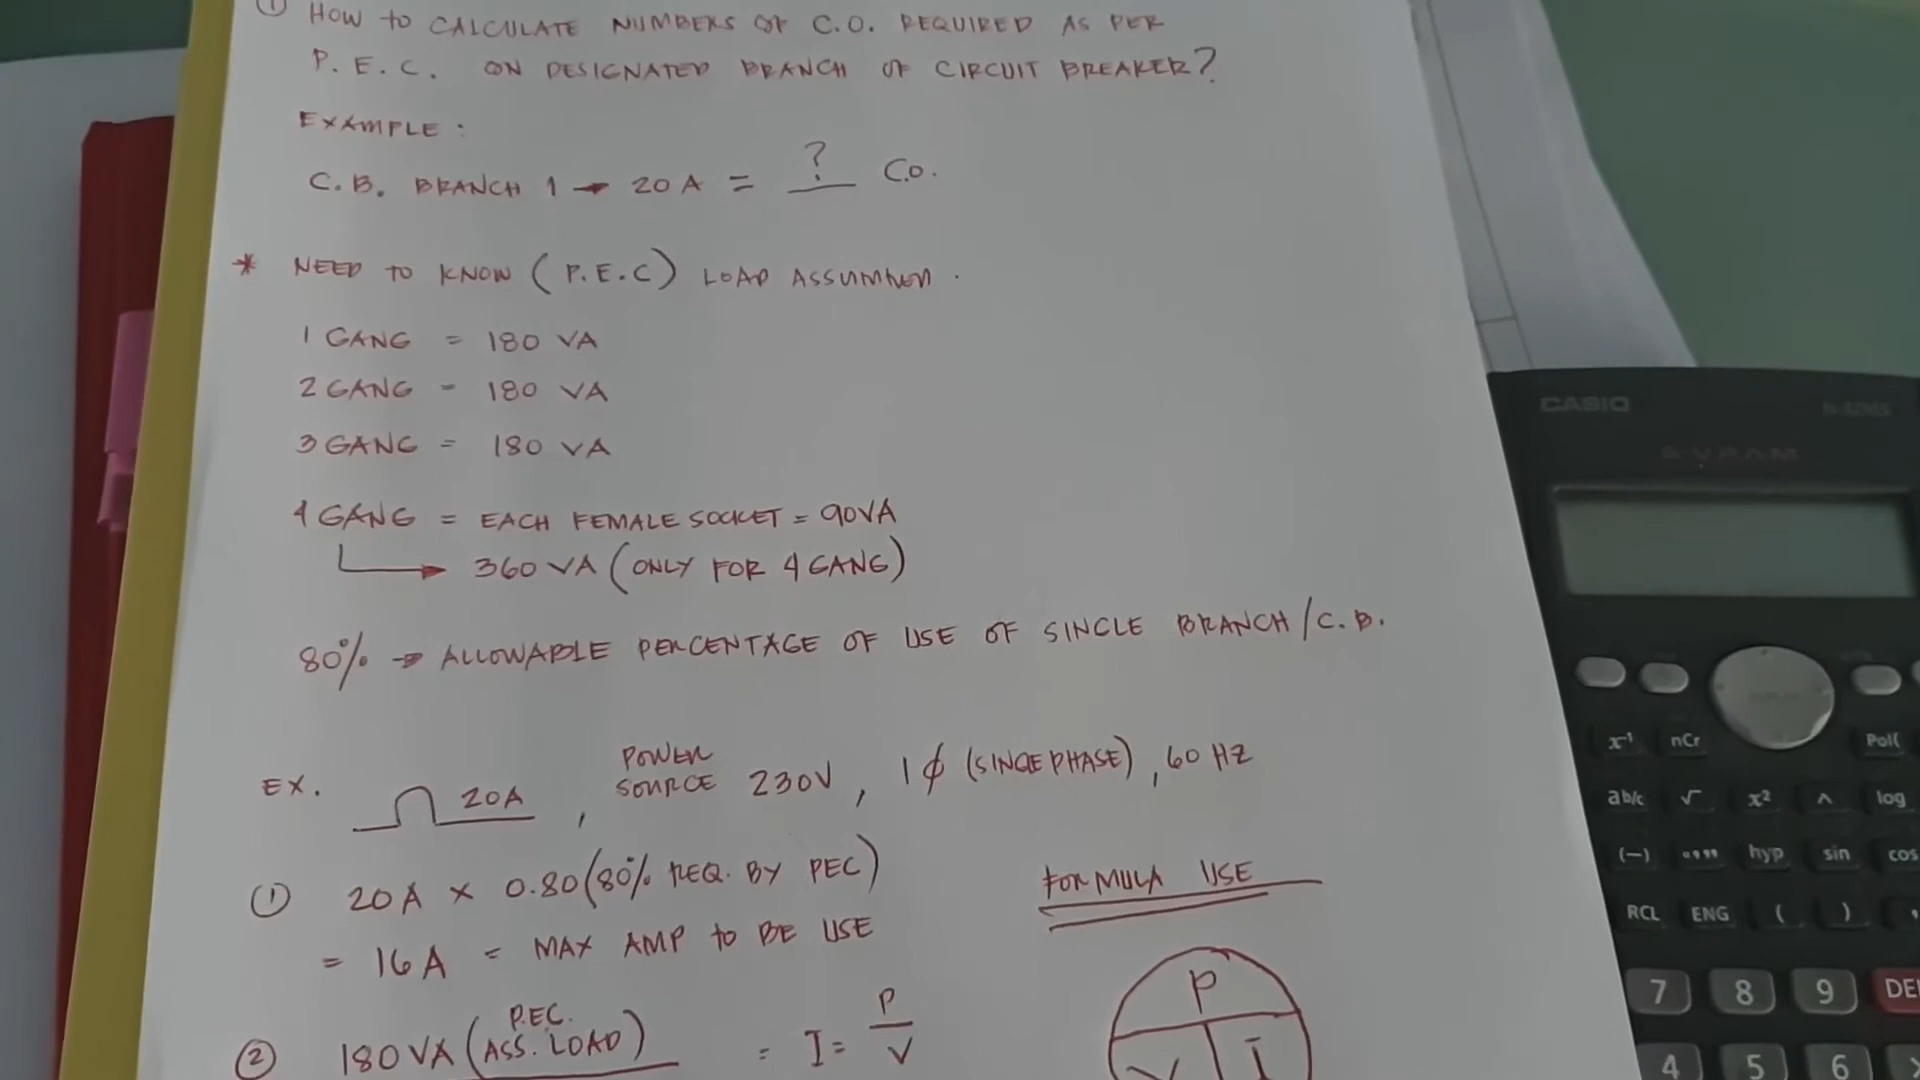 ① HOW TO CALCULATE NUMBERS OF C.O. REQUIRED AS PER
P.E.C. ON DESIGNATED BRANCH OF CIRCUIT BREAKER?
EXAMPLE:
C.B. BRANCH 1 → 20 A = ? C.O.
* NEED TO KNOW (P.E.C) LOAD ASSUMTION.
1 GANG = 180 VA
2 GANG - 180 VA
3 GANG = 180 VA
4 GANG = EACH FEMALE SOCKET = 90VA
→ 360 VA (ONLY FOR 4 GANG)
80% → ALLOWABLE PERCENTAGE OF USE OF SINGLE BRANCH/C.B.
EX. 20A, POWER SOURCE 230V, 1φ (SINGLE PHASE), 60 HZ
① 20A x 0.80 (80% REQ. BY PEC)
= 16A = MAX AMP TO BE USE
② 180 VA (P.E.C. ASS. LOAD) = I = P/V
FORMULA USE
P
V I
CASIO
x⁻¹ nCr Pol(
ab/c √ x² ^ log
(-) hyp sin cos
RCL ENG ( ) ,
7 8 9 DEL
4 5 6